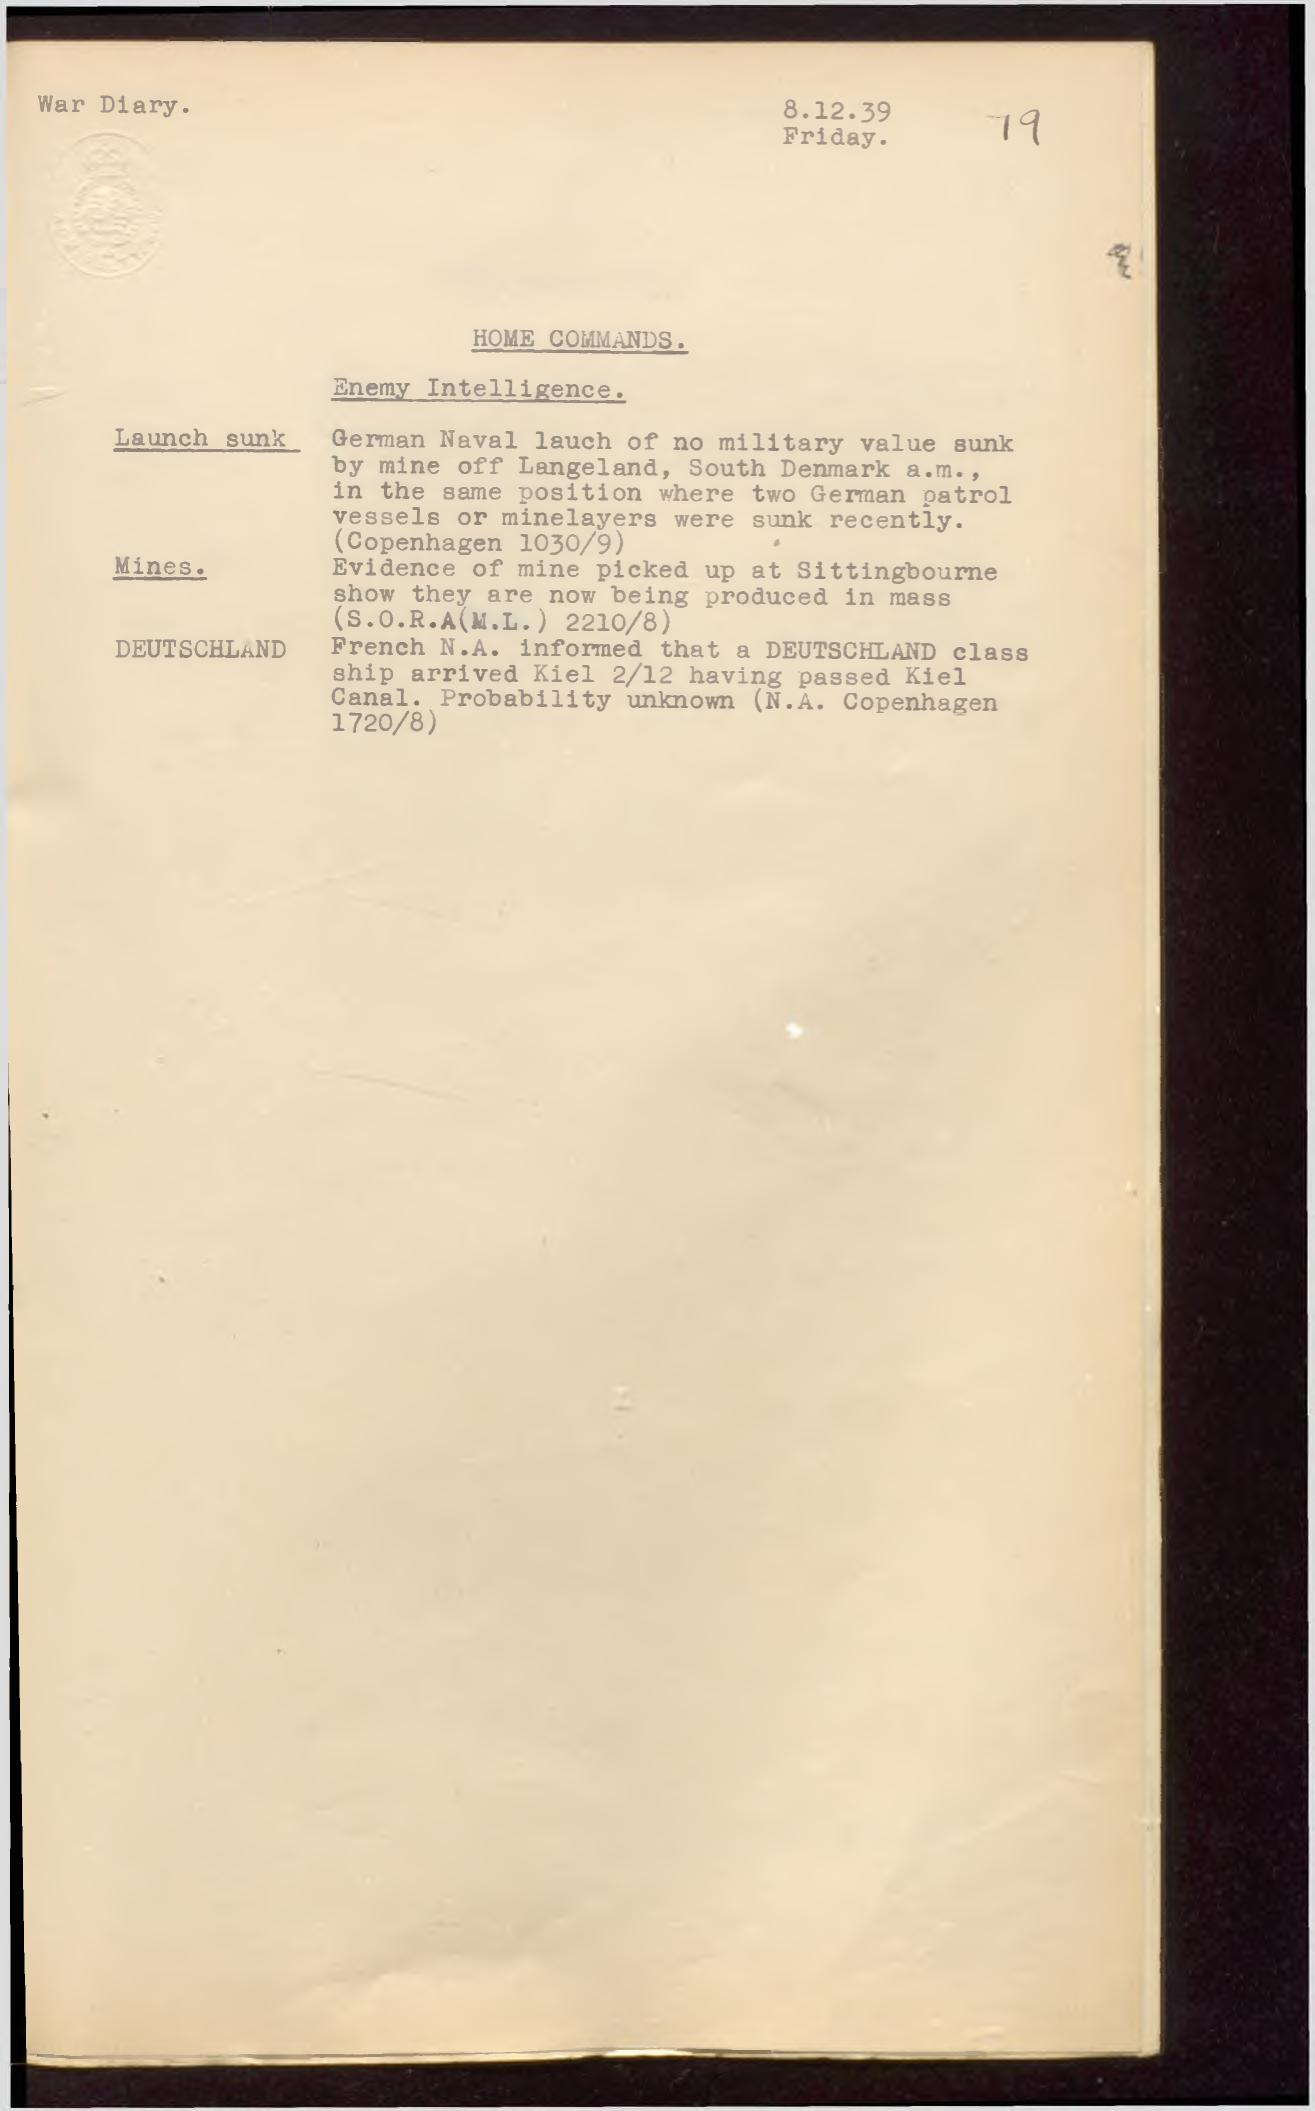 War Diary.
8.12.39
Friday.
79
HOME COMMANDS.
Enemy Intelligence.
Launch sunk German Naval lauch of no military value sunk
by mine off Langeland, South Denmark a.m.,
in the same position where two German patrol
vessels or minelayers were sunk recently.
(Copenhagen 1030/9)
Mines. Evidence of mine picked up at Sittingbourne
show they are now being produced in mass
(S.O.R.A(M.L.) 2210/8)
DEUTSCHLAND French N.A. informed that a DEUTSCHLAND class
ship arrived Kiel 2/12 having passed Kiel
Canal. Probability unknown (N.A. Copenhagen
1720/8)